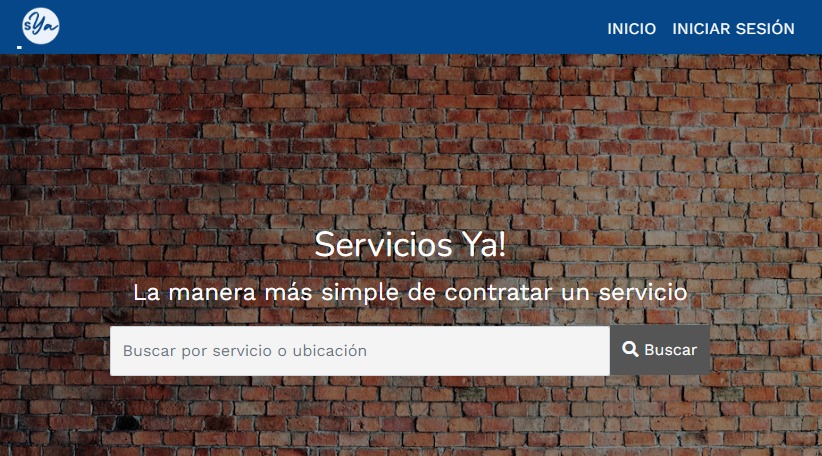 sYa
INICIO INICIAR SESIÓN
Servicios Ya!
La manera más simple de contratar un servicio
Buscar por servicio o ubicación
Buscar